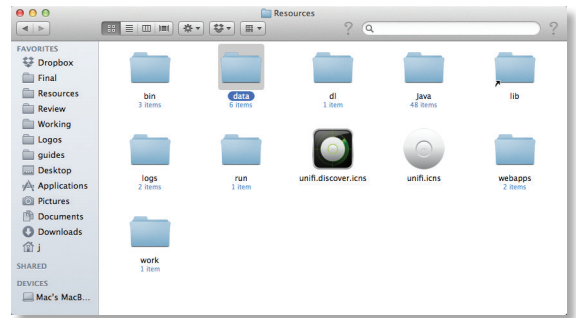 Resources
?
?
FAVORITES
Dropbox
Final
Resources
Review
Working
Logos
guides
Desktop
Applications
Pictures
Documents
Downloads
j
SHARED
DEVICES
Mac's MacB...
bin
3 items
data
6 items
dl
1 item
Java
48 items
lib
logs
2 items
run
1 item
unifi.discover.icns
unifi.icns
webapps
2 items
work
1 item